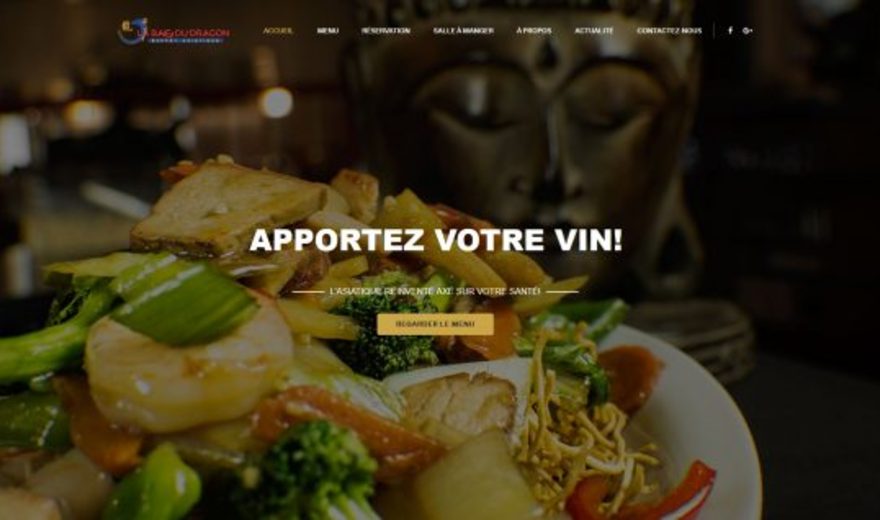 LA BAIE DU DRAGON
ACCUEIL MENU RÉSERVATION SALLE À MANGER À PROPOS ACTUALITÉ CONTACTEZ-NOUS
APPORTEZ VOTRE VIN!
L'ASIATIQUE RÉINVENTÉ AXÉ SUR VOTRE SANTÉ!
REGARDER LE MENU